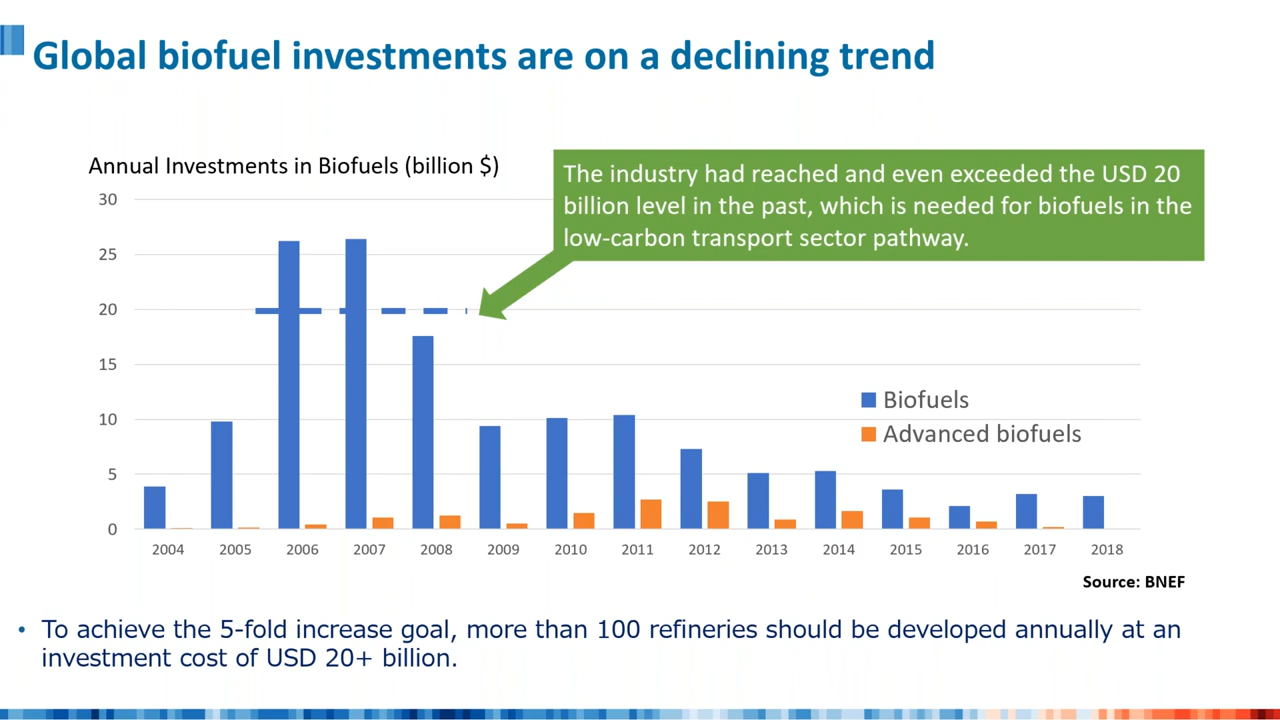 Global biofuel investments are on a declining trend
Annual Investments in Biofuels (billion $)
The industry had reached and even exceeded the USD 20
billion level in the past, which is needed for biofuels in the
low-carbon transport sector pathway.
30
25
20
15
10
5
0
Biofuels
Advanced biofuels
2004 2005 2006 2007 2008 2009 2010 2011 2012 2013 2014 2015 2016 2017 2018
Source: BNEF
• To achieve the 5-fold increase goal, more than 100 refineries should be developed annually at an
investment cost of USD 20+ billion.